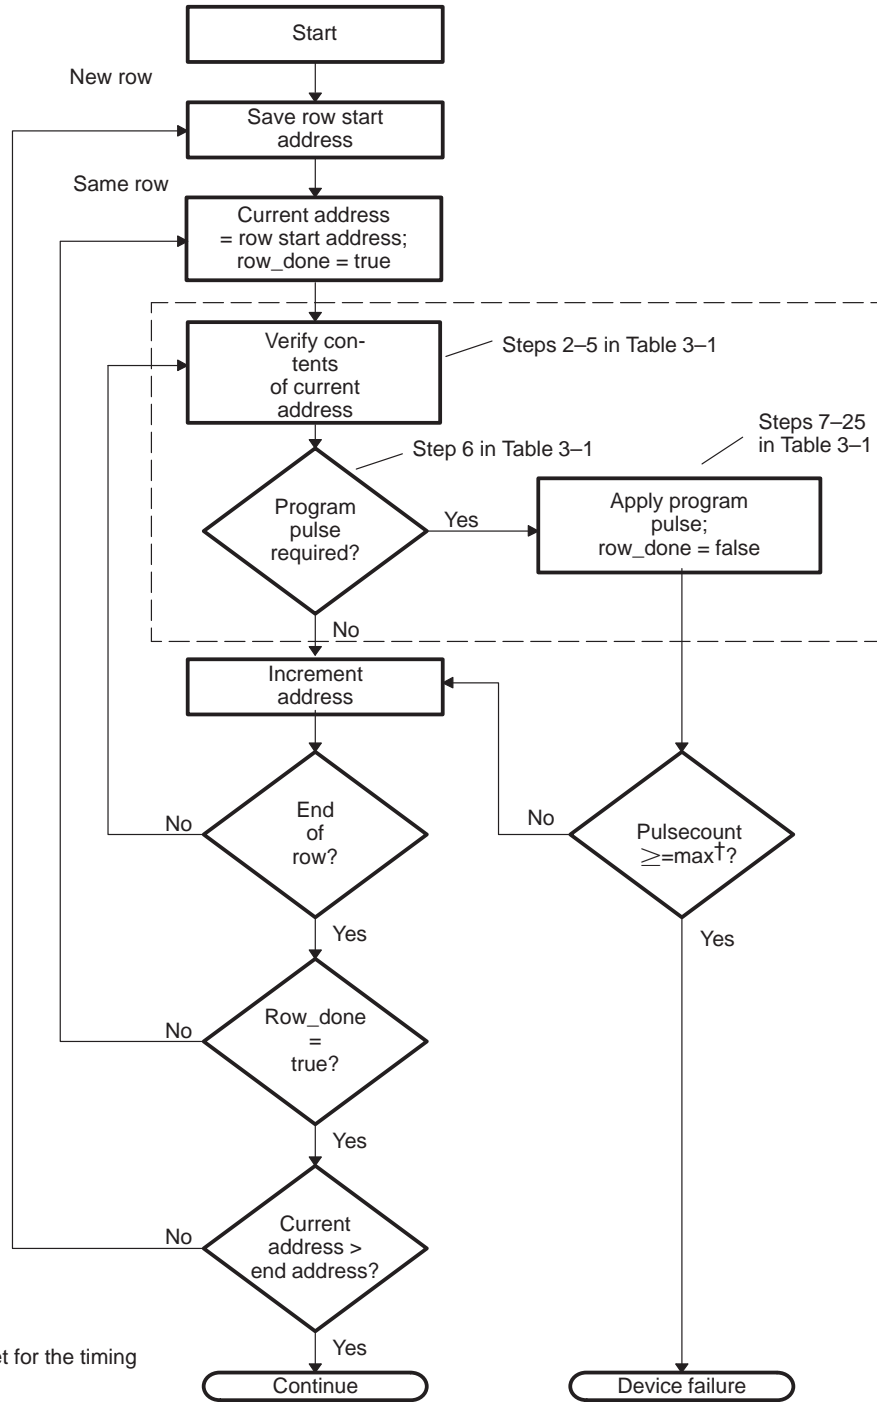 Start
New row
Save row start
address
Same row
Current address
= row start address;
row_done = true
Verify con-
tents
of current
address
Steps 2–5 in Table 3–1
Steps 7–25
in Table 3–1
Step 6 in Table 3–1
Program
pulse
required?
Yes
Apply program
pulse;
row_done = false
No
Increment
address
End
of
row?
No
No
Pulsecount
≥=max†?
Yes
Yes
Row_done
=
true?
No
Yes
Current
address >
end address?
No
Yes
for the timing
Continue
Device failure